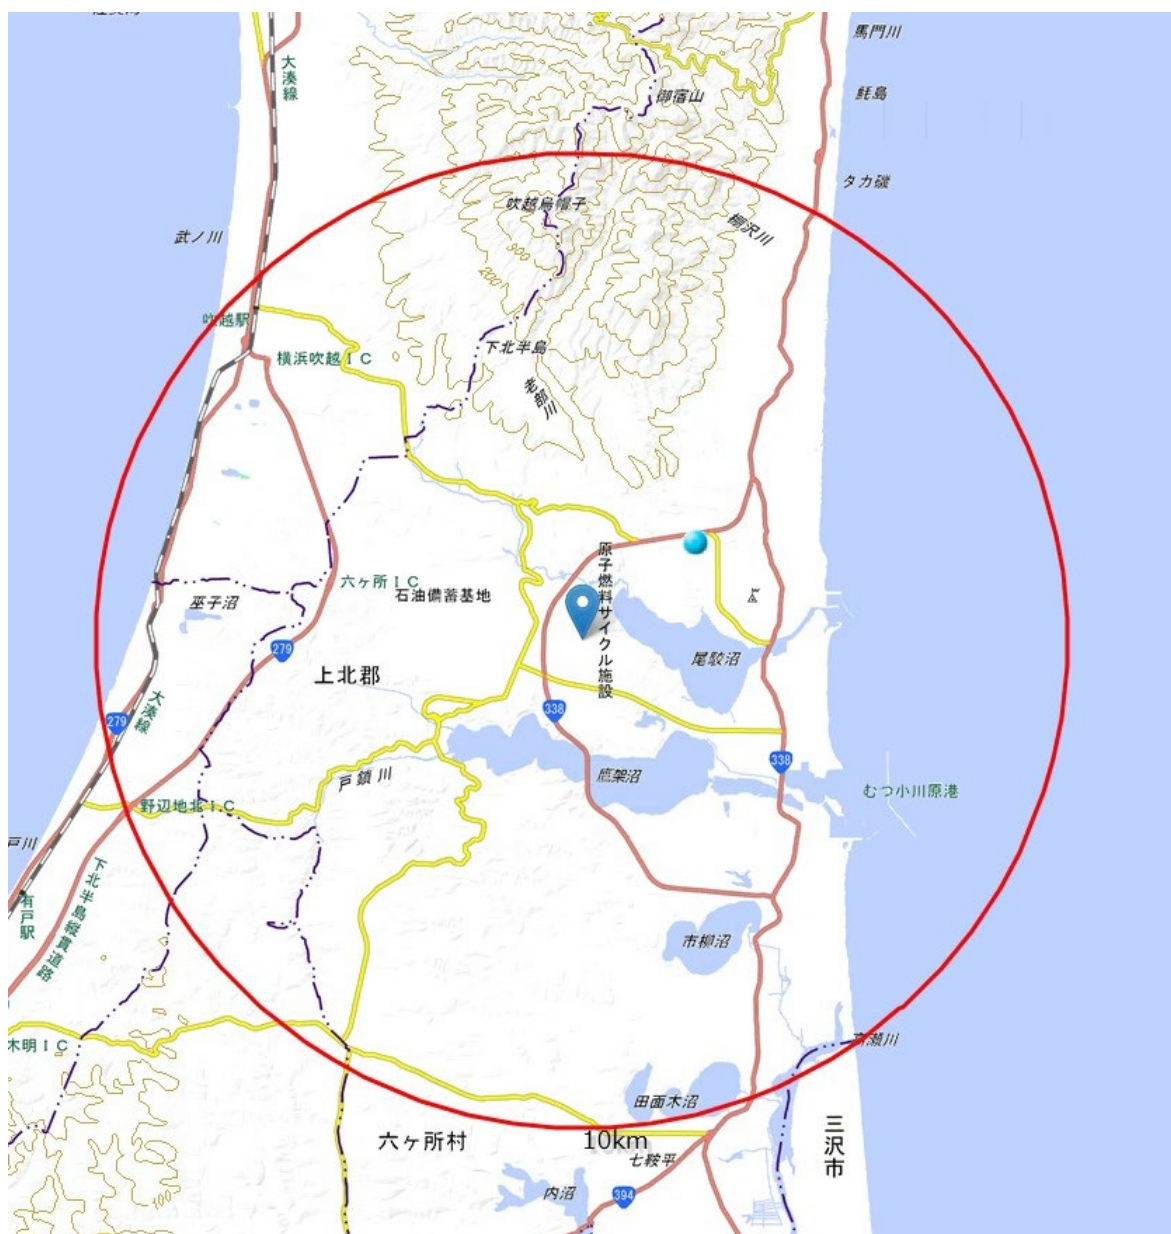 馬門川
大湊線
御宿山
鮭島
タカ磯
吹越烏帽子
棚沢川
武ノ川
300
200
吹越駅
下北半島
横浜吹越IC
老部川
原子燃料サイクル施設
六ヶ所IC
石油備蓄基地
巫子沼
279
尾駮沼
上北郡
大湊線
338
279
338
戸鎖川
鷹架沼
むつ小川原港
野辺地北IC
戸川
下北半島縦貫道路
有戸駅
市柳沼
木明IC
高瀬川
田面木沼
三沢市
六ヶ所村
10km
七鞍平
100
内沼
394